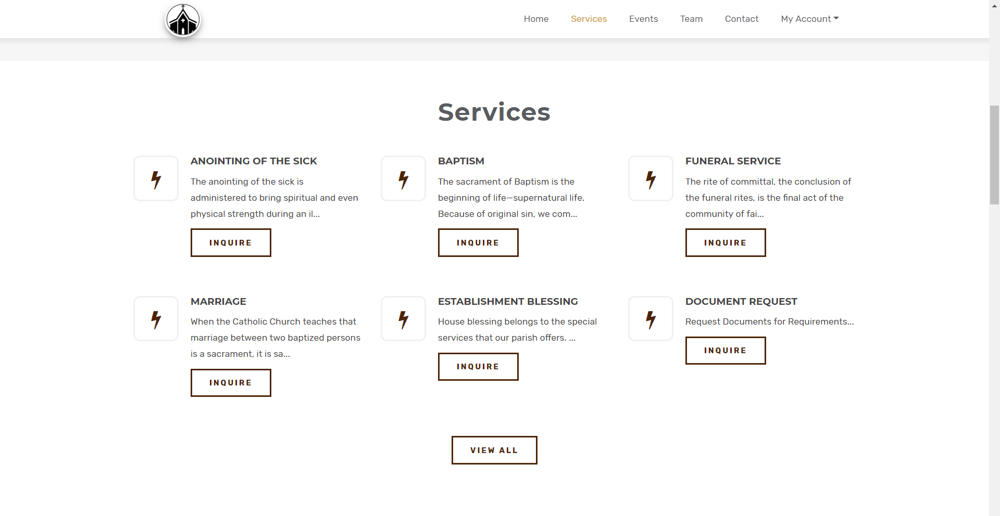 Home Services Events Team Contact My Account
Services
ANOINTING OF THE SICK
The anointing of the sick is
administered to bring spiritual and even
physical strength during an il...
INQUIRE
BAPTISM
The sacrament of Baptism is the
beginning of life—supernatural life.
Because of original sin, we com...
INQUIRE
FUNERAL SERVICE
The rite of committal, the conclusion of
the funeral rites, is the final act of the
community of fai...
INQUIRE
MARRIAGE
When the Catholic Church teaches that
marriage between two baptized persons
is a sacrament, it is sa...
INQUIRE
ESTABLISHMENT BLESSING
House blessing belongs to the special
services that our parish offers. ...
INQUIRE
DOCUMENT REQUEST
Request Documents for Requirements...
INQUIRE
VIEW ALL